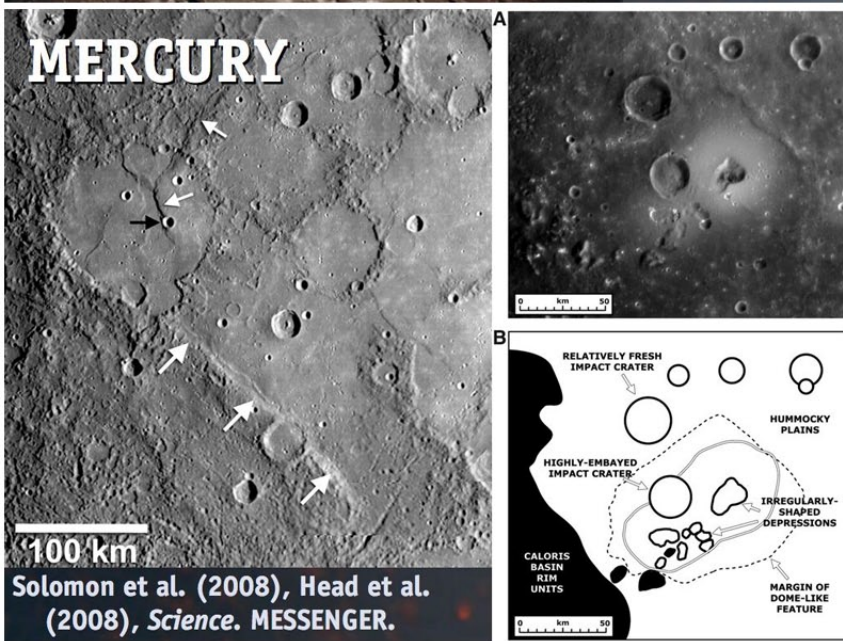 MERCURY
100 km
Solomon et al. (2008), Head et al.
(2008), Science. MESSENGER.
A
0 km 50
B
RELATIVELY FRESH
IMPACT CRATER
HUMMOCKY
PLAINS
HIGHLY-EMBAYED
IMPACT CRATER
IRREGULARLY-
SHAPED
DEPRESSIONS
CALORIS
BASIN
RIM
UNITS
MARGIN OF
DOME-LIKE
FEATURE
0 km 50